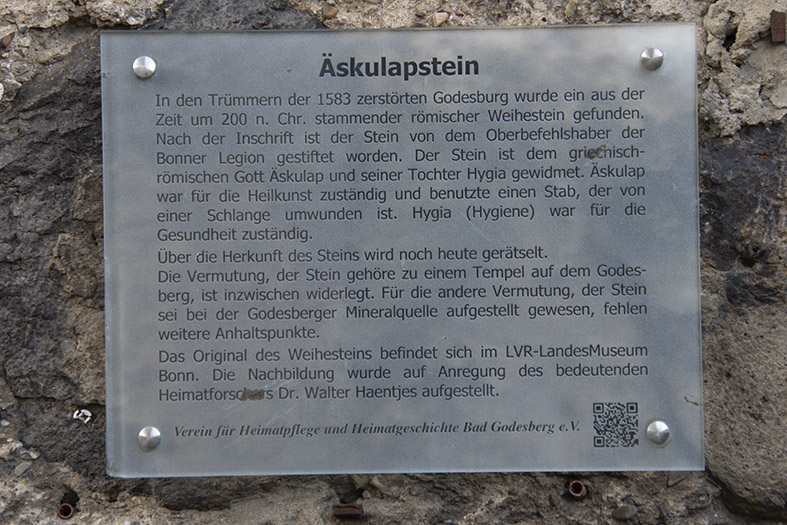 Äskulapstein
In den Trümmern der 1583 zerstörten Godesburg wurde ein aus der
Zeit um 200 n. Chr. stammender römischer Weihestein gefunden.
Nach der Inschrift ist der Stein von dem Oberbefehlshaber der
Bonner Legion gestiftet worden. Der Stein ist dem griechisch-
römischen Gott Äskulap und seiner Tochter Hygia gewidmet. Äskulap
war für die Heilkunst zuständig und benutzte einen Stab, der von
einer Schlange umwunden ist. Hygia (Hygiene) war für die
Gesundheit zuständig.
Über die Herkunft des Steins wird noch heute gerätselt.
Die Vermutung, der Stein gehöre zu einem Tempel auf dem Godes-
berg, ist inzwischen widerlegt. Für die andere Vermutung, der Stein
sei bei der Godesberger Mineralquelle aufgestellt gewesen, fehlen
weitere Anhaltspunkte.
Das Original des Weihesteins befindet sich im LVR-LandesMuseum
Bonn. Die Nachbildung wurde auf Anregung des bedeutenden
Heimatforschers Dr. Walter Haentjes aufgestellt.
Verein für Heimatpflege und Heimatgeschichte Bad Godesberg e.V.